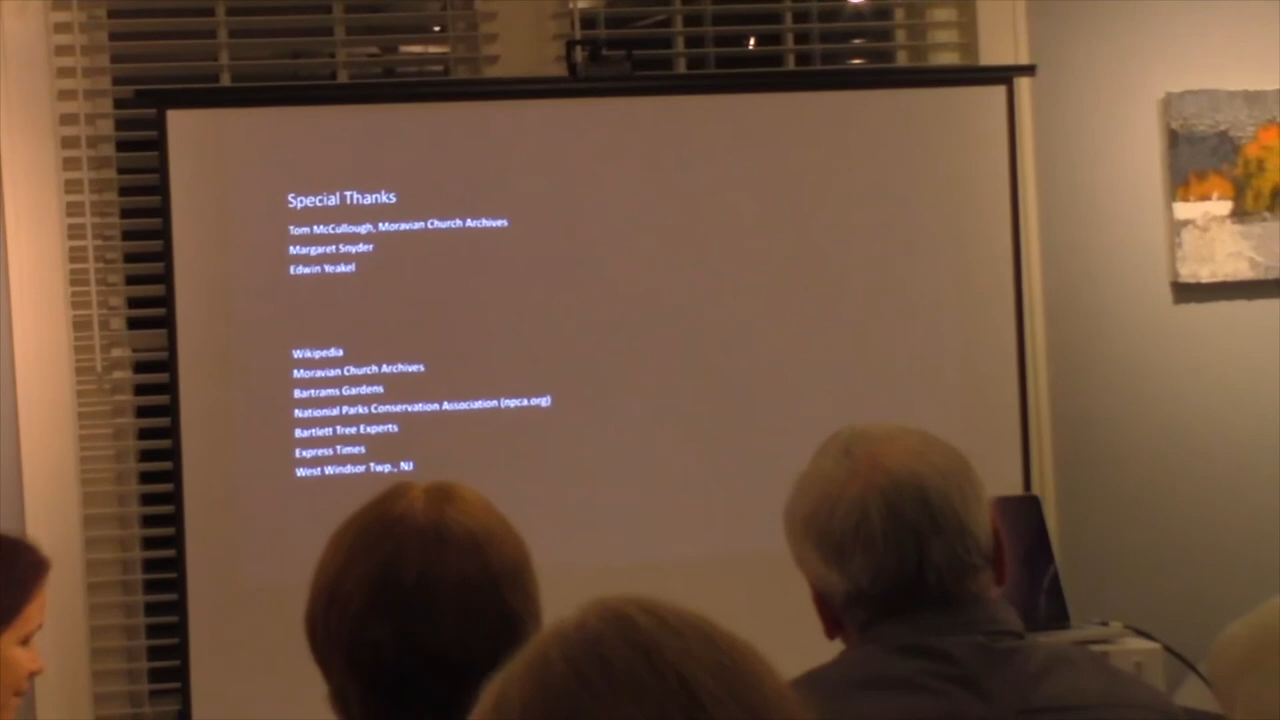 Special Thanks
Tom McCullough, Moravian Church Archives
Margaret Snyder
Edwin Yeakel
Wikipedia
Moravian Church Archives
Bartrams Gardens
National Parks Conservation Association (npca.org)
Bartlett Tree Experts
Express Times
West Windsor Twp., NJ